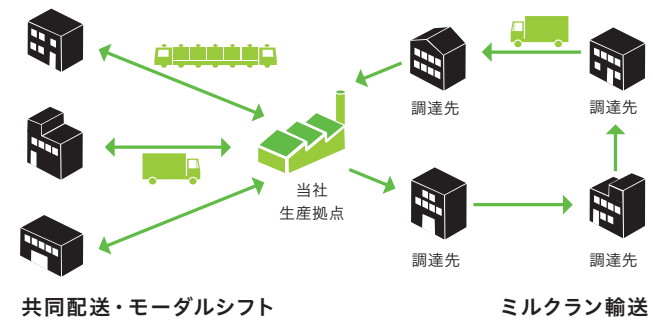 調達先
調達先
当社
生産拠点
調達先
調達先
共同配送・モーダルシフト
ミルクラン輸送